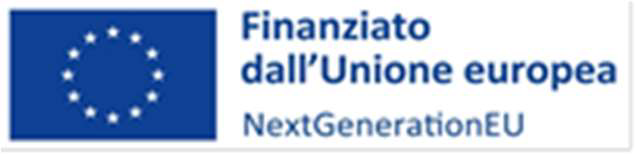 Finanziato
dall'Unione europea
NextGenerationEU